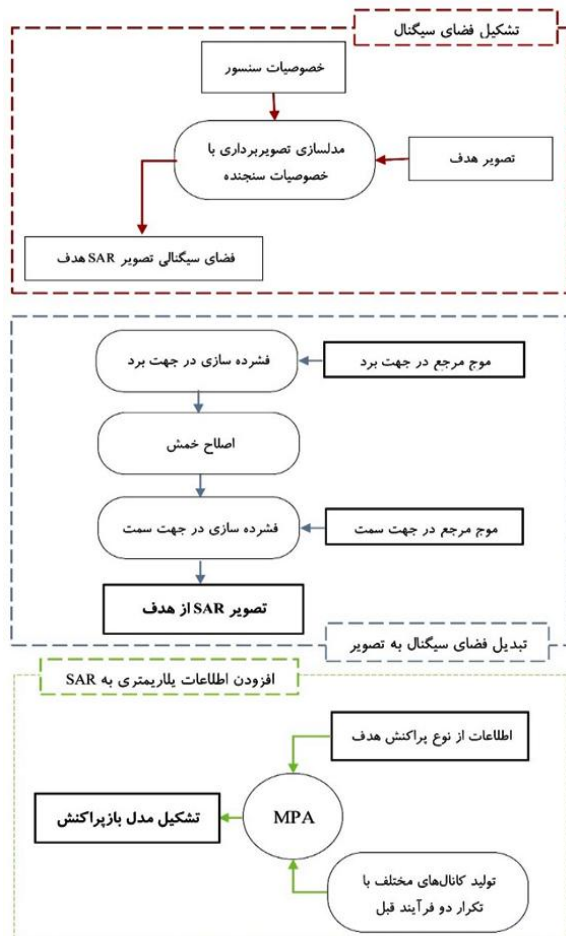 تشکیل فضای سیگنال
خصوصیات سنسور
مدلسازی تصویربرداری با
خصوصیات سنجنده
تصویر هدف
فضای سیگنالی تصویر SAR هدف
فشرده سازی در جهت برد
موج مرجع در جهت برد
اصلاح خمش
فشرده سازی در جهت سمت
موج مرجع در جهت سمت
تصویر SAR از هدف
تبدیل فضای سیگنال به تصویر
افزودن اطلاعات پلاریمتری به SAR
اطلاعات از نوع پراکنش هدف
MPA
تشکیل مدل بازپراکنش
تولید کانال‌های مختلف با
تکرار دو فرآیند قبل